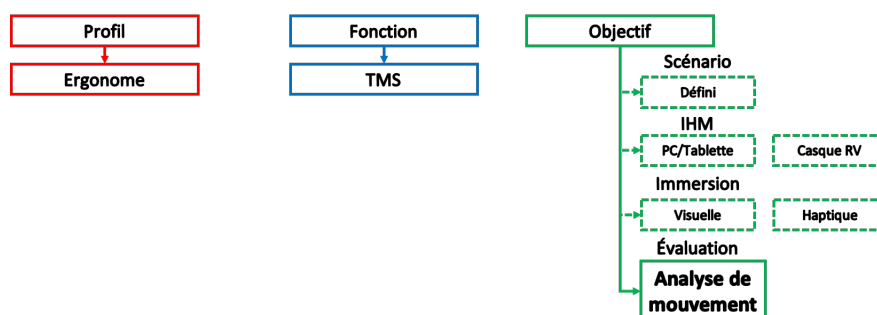 Profil
Ergonome
Fonction
TMS
Objectif
Scénario
Défini
IHM
PC/Tablette
Casque RV
Immersion
Visuelle
Haptique
Évaluation
Analyse de
mouvement